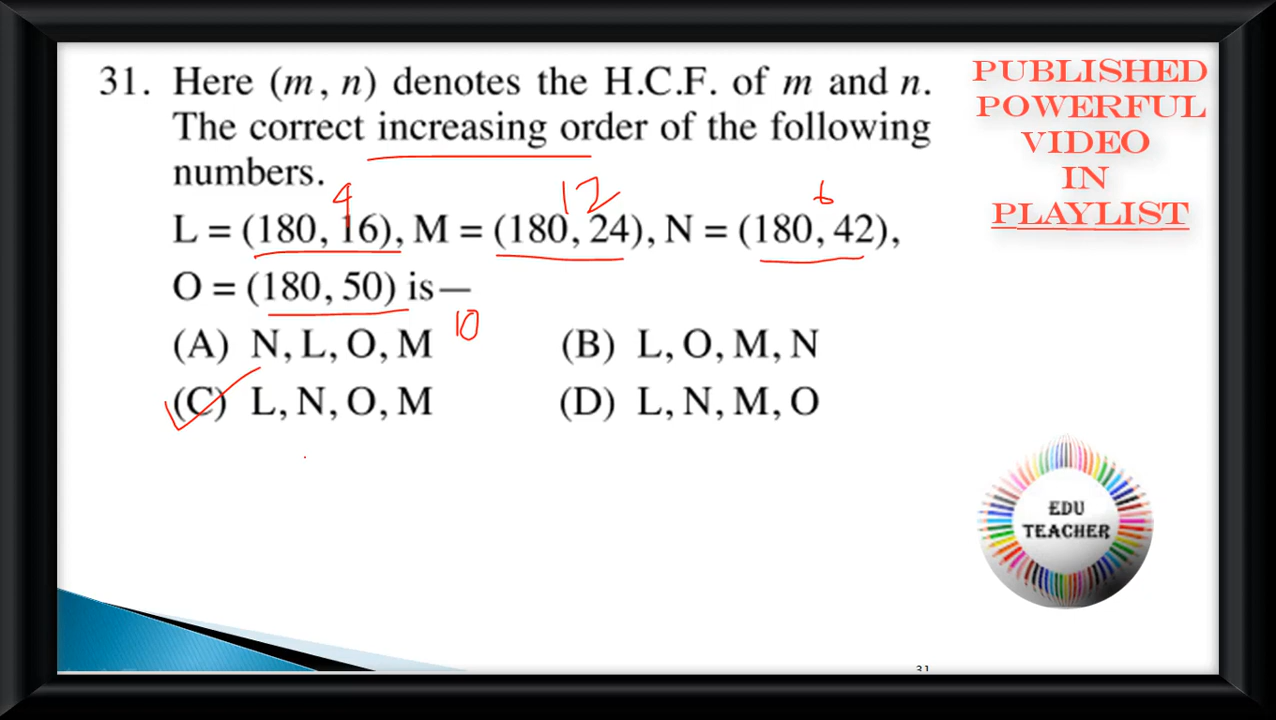 31. Here (m, n) denotes the H.C.F. of m and n.
The correct increasing order of the following
numbers.
4 12 6
L = (180, 16), M = (180, 24), N = (180, 42),
O = (180, 50) is—
10
(A) N, L, O, M (B) L, O, M, N
(C) L, N, O, M (D) L, N, M, O
PUBLISHED
POWERFUL
VIDEO
IN
PLAYLIST
EDU
TEACHER
31